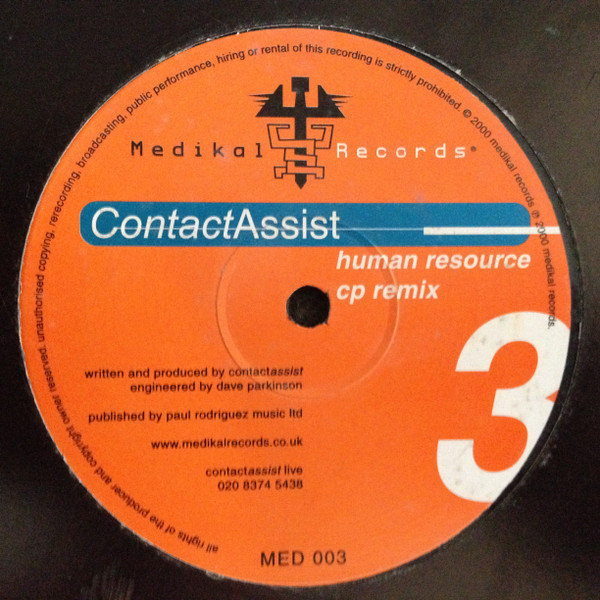 all rights of the producer and copyright owner reserved. unauthorised copying, rerecording, broadcasting, public performance, hiring or rental of this recording is strictly prohibited. © 2000 medikal records ℗ 2000 medikal records.
Medikal Records®
ContactAssist
human resource
cp remix
3
written and produced by contactassist
engineered by dave parkinson
published by paul rodriguez music ltd
www.medikalrecords.co.uk
contactassist live
020 8374 5438
MED 003